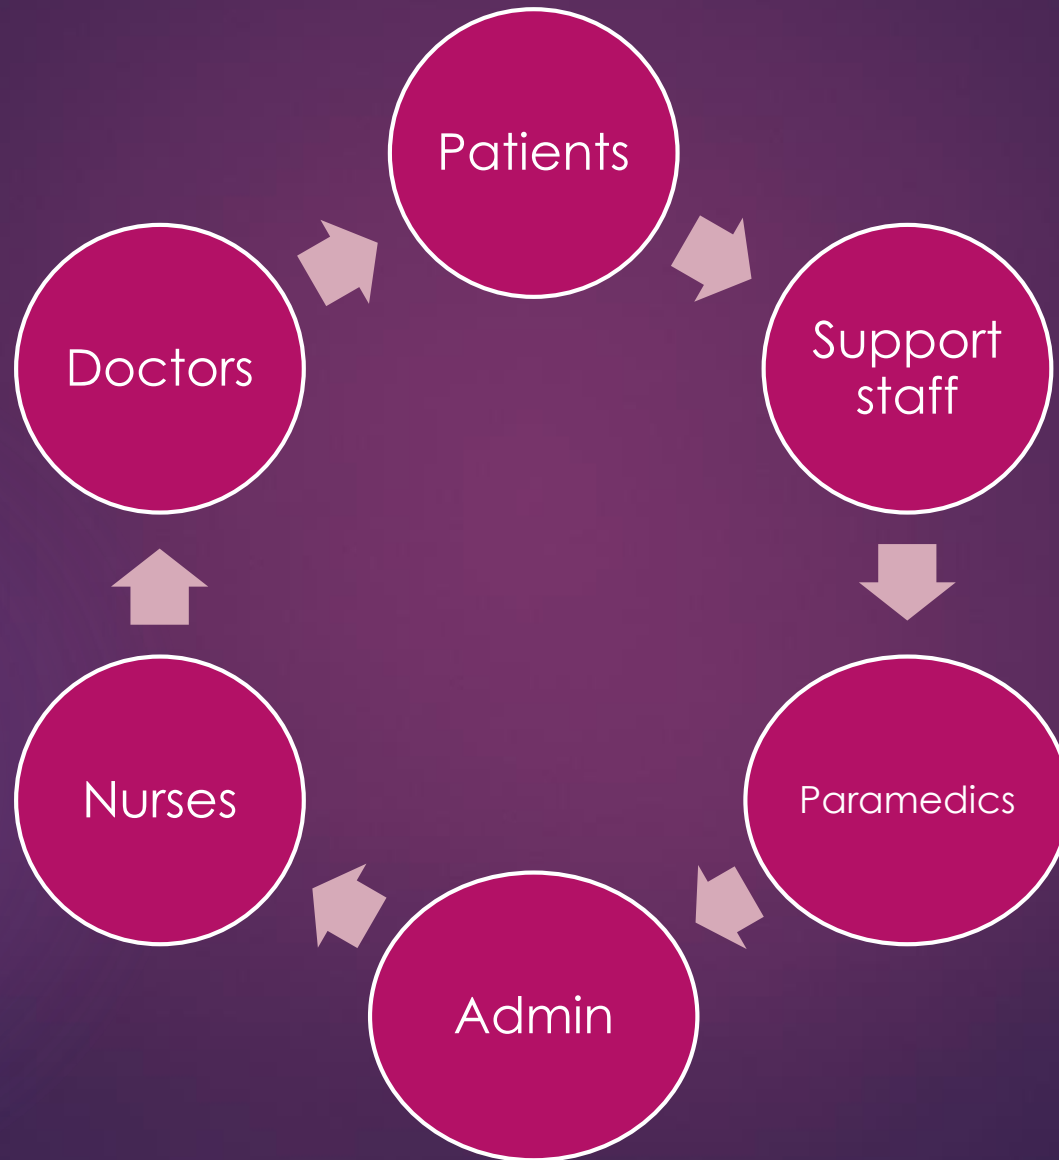 Patients
Support
staff
Paramedics
Admin
Nurses
Doctors